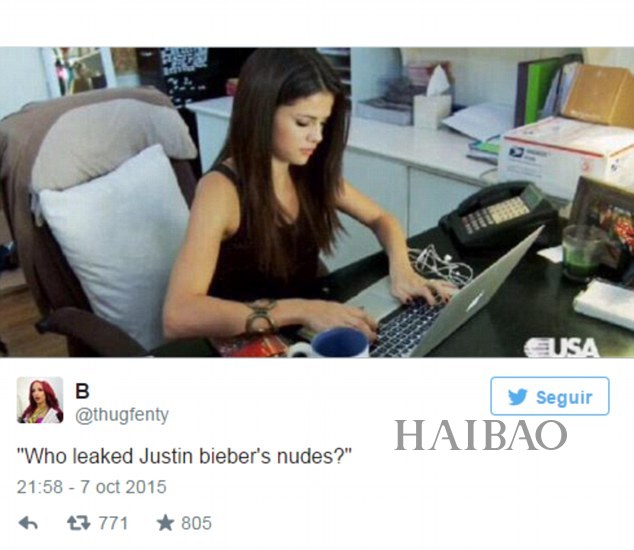 USA
B
@thugfenty
Seguir
HAIBAO
"Who leaked Justin bieber's nudes?"
21:58 - 7 oct 2015
771
805